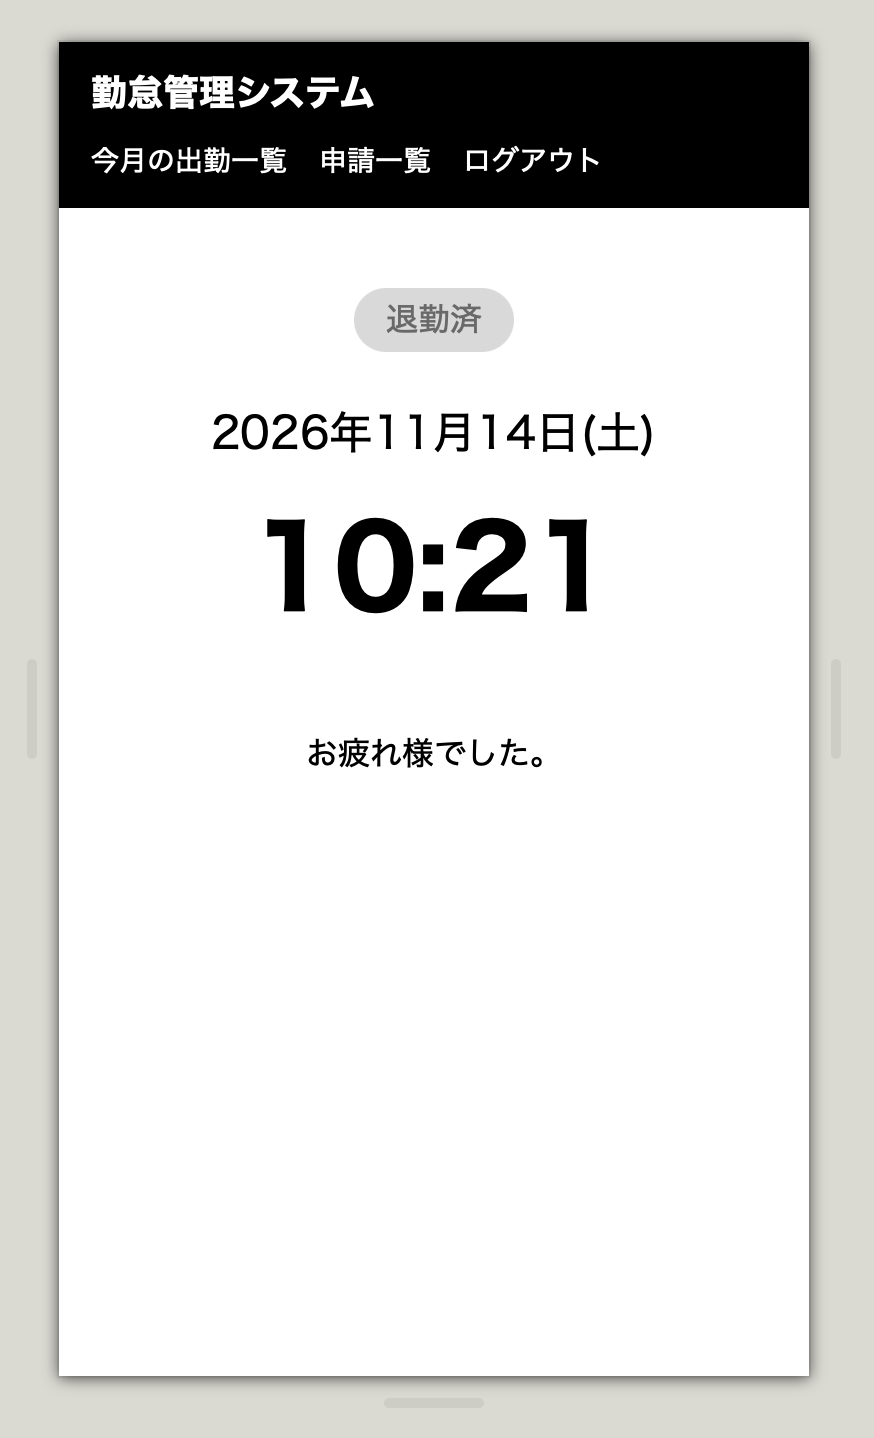 勤怠管理システム
今月の出勤一覧 申請一覧 ログアウト
退勤済
2026年11月14日(土)
10:21
お疲れ様でした。